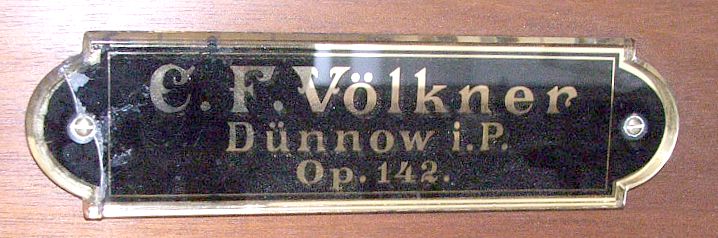 C. F. Völkner
Dünnow i. P.
Op. 142.